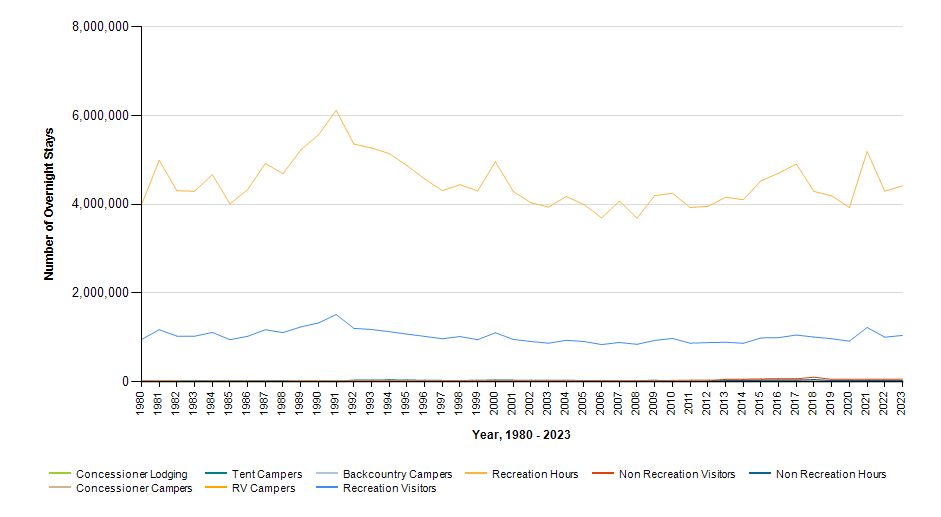 8,000,000
6,000,000
4,000,000
2,000,000
0
Number of Overnight Stays
1980 1981 1982 1983 1984 1985 1986 1987 1988 1989 1990 1991 1992 1993 1994 1995 1996 1997 1998 1999 2000 2001 2002 2003 2004 2005 2006 2007 2008 2009 2010 2011 2012 2013 2014 2015 2016 2017 2018 2019 2020 2021 2022 2023
Year, 1980 - 2023
Concessioner Lodging Tent Campers Backcountry Campers Recreation Hours Non Recreation Visitors Non Recreation Hours
Concessioner Campers RV Campers Recreation Visitors